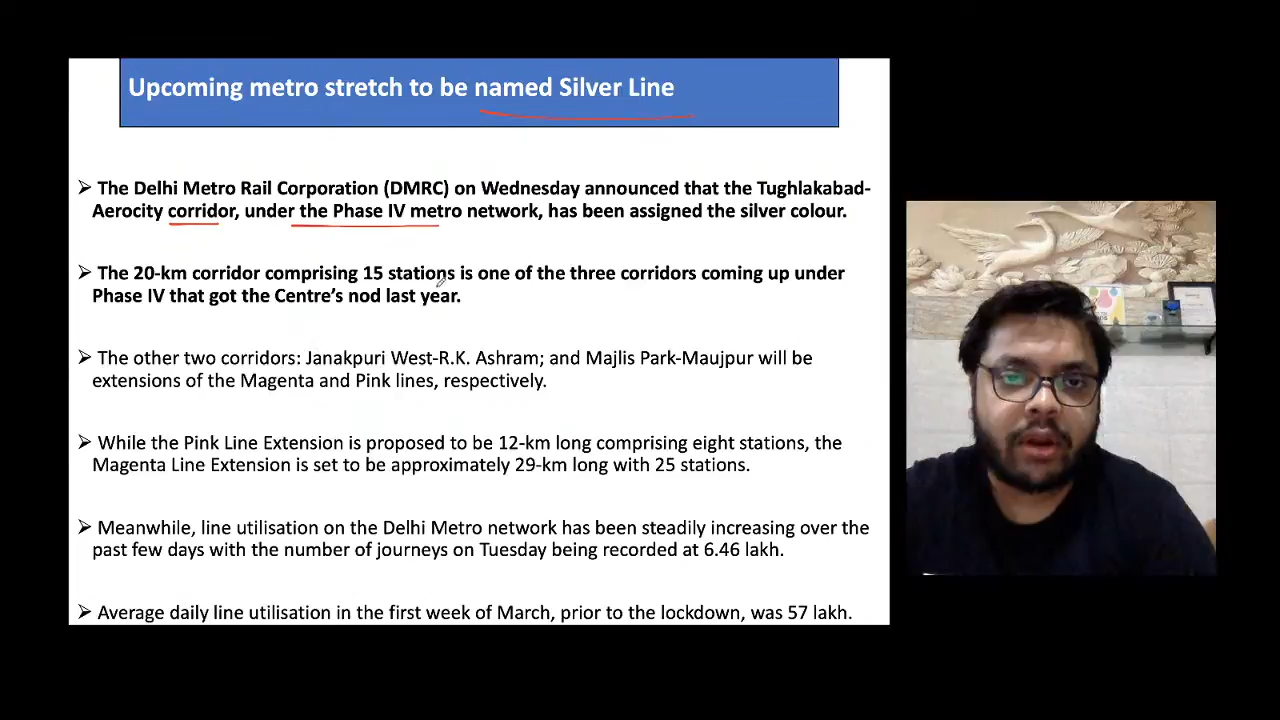 Upcoming metro stretch to be named Silver Line
➢ The Delhi Metro Rail Corporation (DMRC) on Wednesday announced that the Tughlakabad-
Aerocity corridor, under the Phase IV metro network, has been assigned the silver colour.
➢ The 20-km corridor comprising 15 stations is one of the three corridors coming up under
Phase IV that got the Centre’s nod last year.
➢ The other two corridors: Janakpuri West-R.K. Ashram; and Majlis Park-Maujpur will be
extensions of the Magenta and Pink lines, respectively.
➢ While the Pink Line Extension is proposed to be 12-km long comprising eight stations, the
Magenta Line Extension is set to be approximately 29-km long with 25 stations.
➢ Meanwhile, line utilisation on the Delhi Metro network has been steadily increasing over the
past few days with the number of journeys on Tuesday being recorded at 6.46 lakh.
➢ Average daily line utilisation in the first week of March, prior to the lockdown, was 57 lakh.